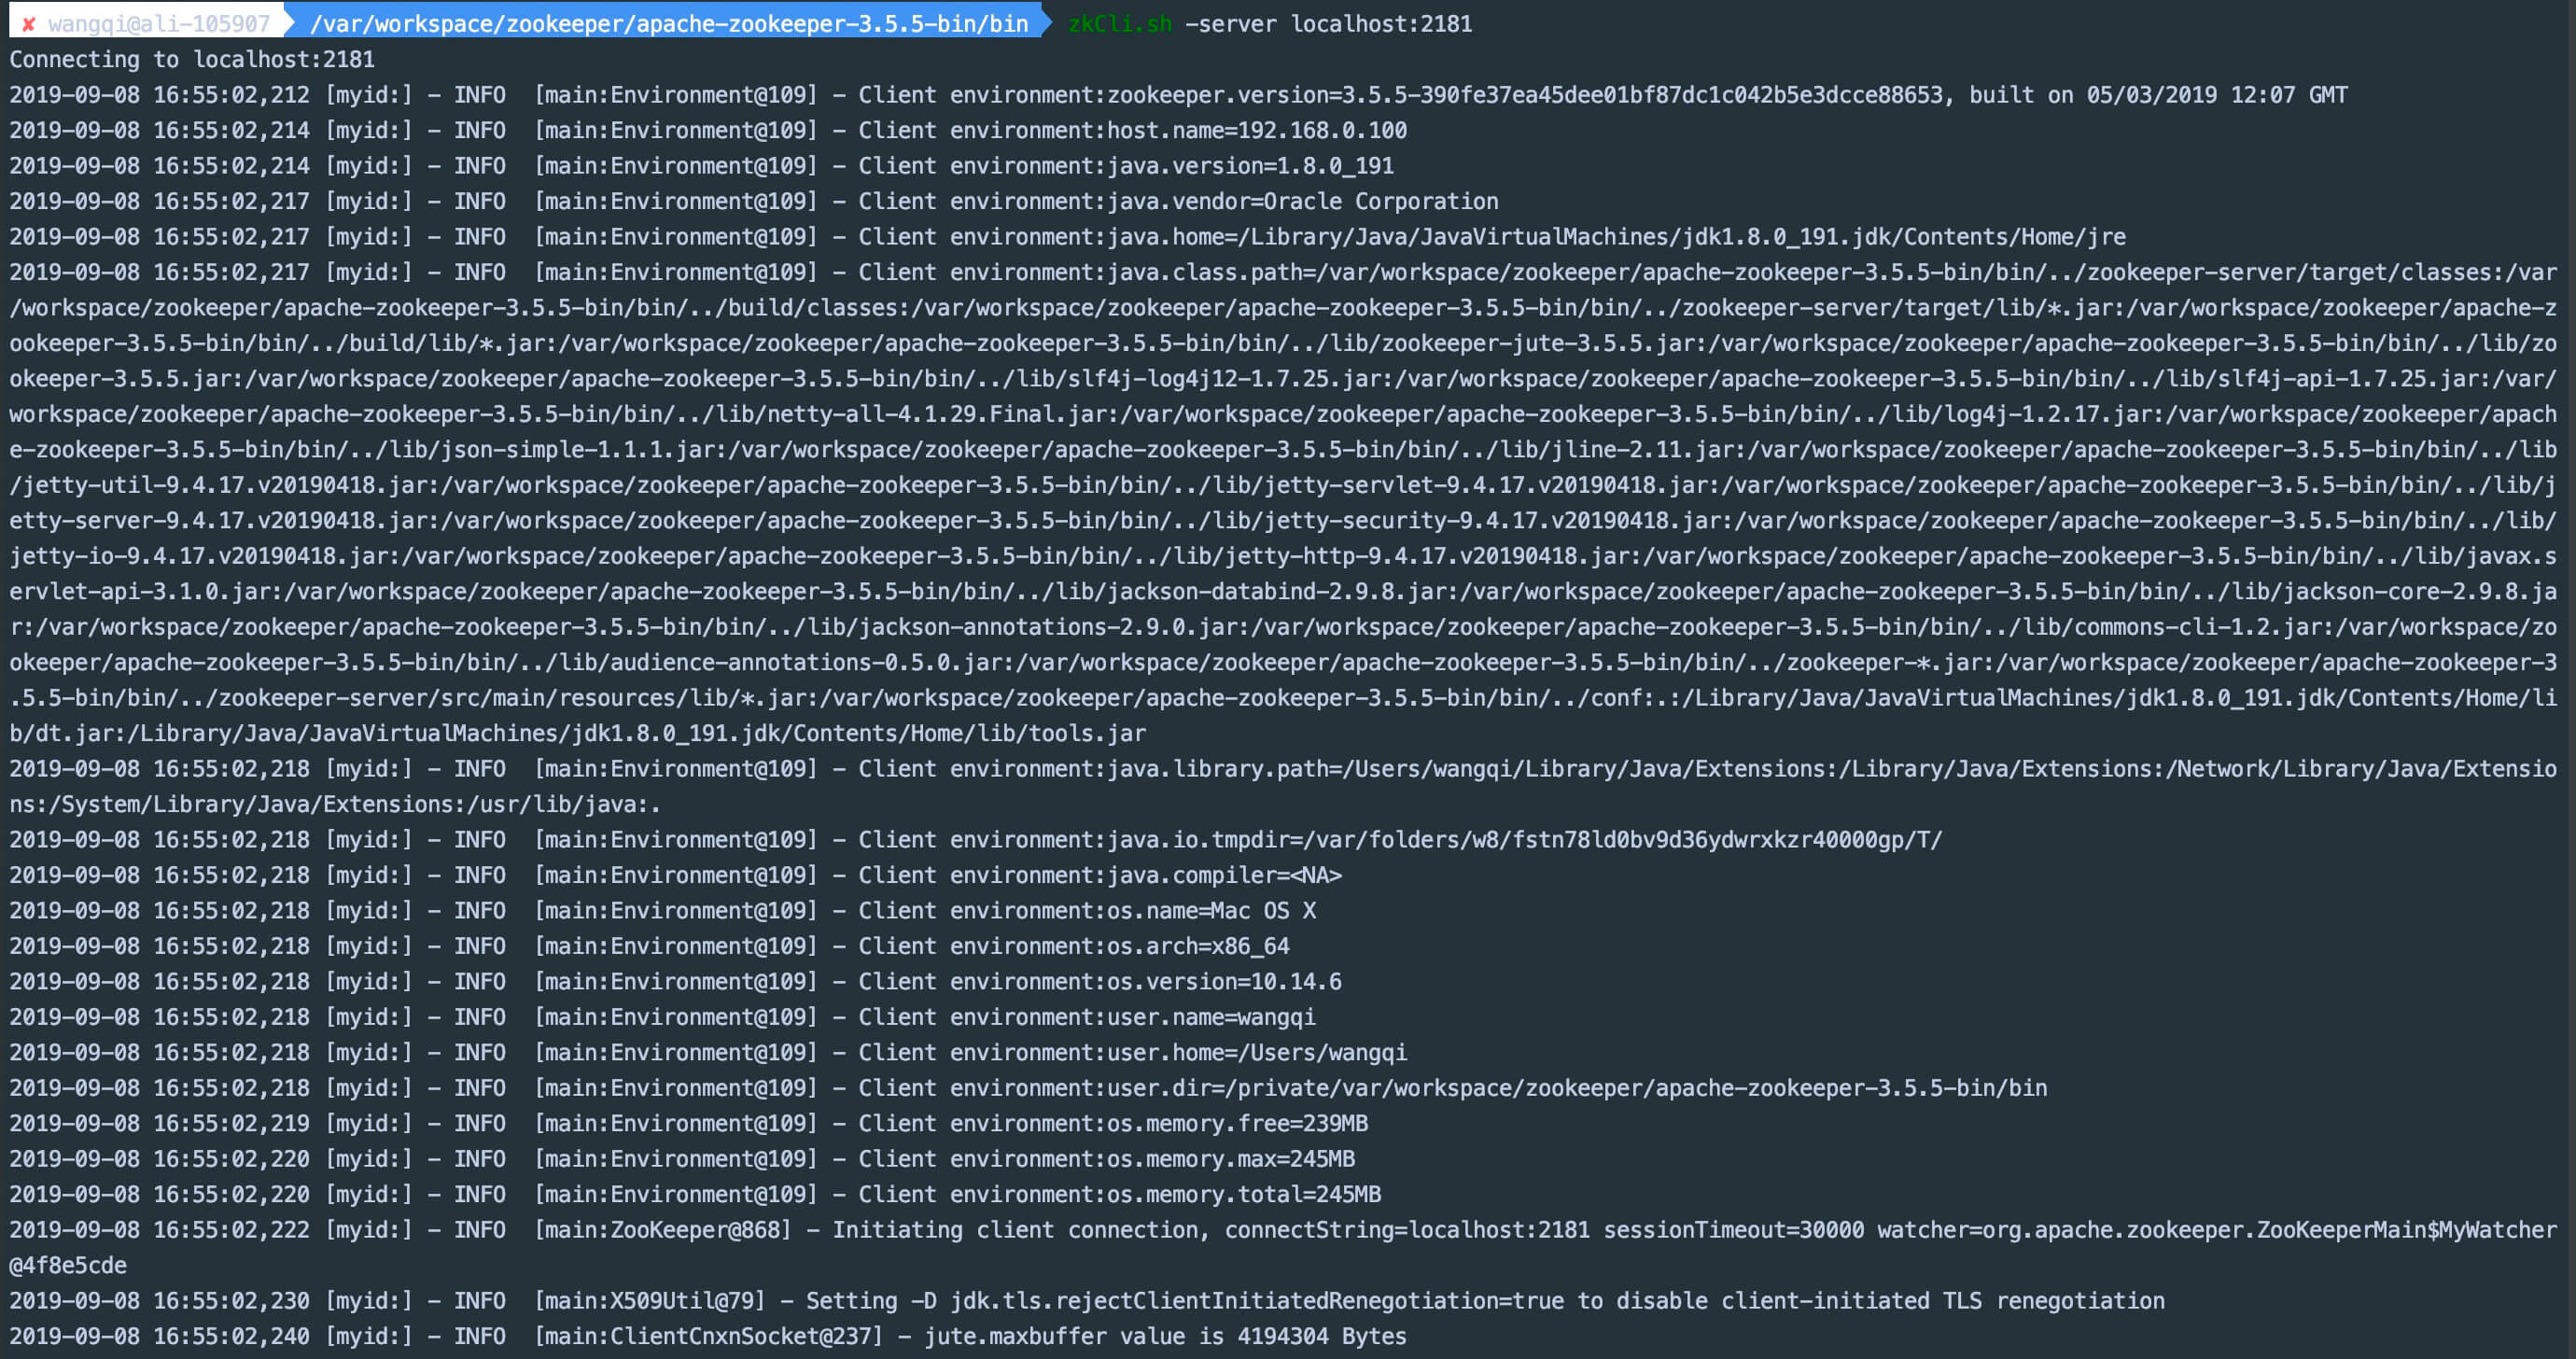 ✘ wangqi@ali-105907 /var/workspace/zookeeper/apache-zookeeper-3.5.5-bin/bin zkCli.sh -server localhost:2181
Connecting to localhost:2181
2019-09-08 16:55:02,212 [myid:] - INFO  [main:Environment@109] - Client environment:zookeeper.version=3.5.5-390fe37ea45dee01bf87dc1c042b5e3dcce88653, built on 05/03/2019 12:07 GMT
2019-09-08 16:55:02,214 [myid:] - INFO  [main:Environment@109] - Client environment:host.name=192.168.0.100
2019-09-08 16:55:02,214 [myid:] - INFO  [main:Environment@109] - Client environment:java.version=1.8.0_191
2019-09-08 16:55:02,217 [myid:] - INFO  [main:Environment@109] - Client environment:java.vendor=Oracle Corporation
2019-09-08 16:55:02,217 [myid:] - INFO  [main:Environment@109] - Client environment:java.home=/Library/Java/JavaVirtualMachines/jdk1.8.0_191.jdk/Contents/Home/jre
2019-09-08 16:55:02,217 [myid:] - INFO  [main:Environment@109] - Client environment:java.class.path=/var/workspace/zookeeper/apache-zookeeper-3.5.5-bin/bin/../zookeeper-server/target/classes:/var
/workspace/zookeeper/apache-zookeeper-3.5.5-bin/bin/../build/classes:/var/workspace/zookeeper/apache-zookeeper-3.5.5-bin/bin/../zookeeper-server/target/lib/*.jar:/var/workspace/zookeeper/apache-z
ookeeper-3.5.5-bin/bin/../build/lib/*.jar:/var/workspace/zookeeper/apache-zookeeper-3.5.5-bin/bin/../lib/zookeeper-jute-3.5.5.jar:/var/workspace/zookeeper/apache-zookeeper-3.5.5-bin/bin/../lib/zo
okeeper-3.5.5.jar:/var/workspace/zookeeper/apache-zookeeper-3.5.5-bin/bin/../lib/slf4j-log4j12-1.7.25.jar:/var/workspace/zookeeper/apache-zookeeper-3.5.5-bin/bin/../lib/slf4j-api-1.7.25.jar:/var/
workspace/zookeeper/apache-zookeeper-3.5.5-bin/bin/../lib/netty-all-4.1.29.Final.jar:/var/workspace/zookeeper/apache-zookeeper-3.5.5-bin/bin/../lib/log4j-1.2.17.jar:/var/workspace/zookeeper/apach
e-zookeeper-3.5.5-bin/bin/../lib/json-simple-1.1.1.jar:/var/workspace/zookeeper/apache-zookeeper-3.5.5-bin/bin/../lib/jline-2.11.jar:/var/workspace/zookeeper/apache-zookeeper-3.5.5-bin/bin/../lib
/jetty-util-9.4.17.v20190418.jar:/var/workspace/zookeeper/apache-zookeeper-3.5.5-bin/bin/../lib/jetty-servlet-9.4.17.v20190418.jar:/var/workspace/zookeeper/apache-zookeeper-3.5.5-bin/bin/../lib/j
etty-server-9.4.17.v20190418.jar:/var/workspace/zookeeper/apache-zookeeper-3.5.5-bin/bin/../lib/jetty-security-9.4.17.v20190418.jar:/var/workspace/zookeeper/apache-zookeeper-3.5.5-bin/bin/../lib/
jetty-io-9.4.17.v20190418.jar:/var/workspace/zookeeper/apache-zookeeper-3.5.5-bin/bin/../lib/jetty-http-9.4.17.v20190418.jar:/var/workspace/zookeeper/apache-zookeeper-3.5.5-bin/bin/../lib/javax.s
ervlet-api-3.1.0.jar:/var/workspace/zookeeper/apache-zookeeper-3.5.5-bin/bin/../lib/jackson-databind-2.9.8.jar:/var/workspace/zookeeper/apache-zookeeper-3.5.5-bin/bin/../lib/jackson-core-2.9.8.ja
r:/var/workspace/zookeeper/apache-zookeeper-3.5.5-bin/bin/../lib/jackson-annotations-2.9.0.jar:/var/workspace/zookeeper/apache-zookeeper-3.5.5-bin/bin/../lib/commons-cli-1.2.jar:/var/workspace/zo
okeeper/apache-zookeeper-3.5.5-bin/bin/../lib/audience-annotations-0.5.0.jar:/var/workspace/zookeeper/apache-zookeeper-3.5.5-bin/bin/../zookeeper-*.jar:/var/workspace/zookeeper/apache-zookeeper-3
.5.5-bin/bin/../zookeeper-server/src/main/resources/lib/*.jar:/var/workspace/zookeeper/apache-zookeeper-3.5.5-bin/bin/../conf:.:/Library/Java/JavaVirtualMachines/jdk1.8.0_191.jdk/Contents/Home/li
b/dt.jar:/Library/Java/JavaVirtualMachines/jdk1.8.0_191.jdk/Contents/Home/lib/tools.jar
2019-09-08 16:55:02,218 [myid:] - INFO  [main:Environment@109] - Client environment:java.library.path=/Users/wangqi/Library/Java/Extensions:/Library/Java/Extensions:/Network/Library/Java/Extensio
ns:/System/Library/Java/Extensions:/usr/lib/java:.
2019-09-08 16:55:02,218 [myid:] - INFO  [main:Environment@109] - Client environment:java.io.tmpdir=/var/folders/w8/fstn78ld0bv9d36ydwrxkzr40000gp/T/
2019-09-08 16:55:02,218 [myid:] - INFO  [main:Environment@109] - Client environment:java.compiler=<NA>
2019-09-08 16:55:02,218 [myid:] - INFO  [main:Environment@109] - Client environment:os.name=Mac OS X
2019-09-08 16:55:02,218 [myid:] - INFO  [main:Environment@109] - Client environment:os.arch=x86_64
2019-09-08 16:55:02,218 [myid:] - INFO  [main:Environment@109] - Client environment:os.version=10.14.6
2019-09-08 16:55:02,218 [myid:] - INFO  [main:Environment@109] - Client environment:user.name=wangqi
2019-09-08 16:55:02,218 [myid:] - INFO  [main:Environment@109] - Client environment:user.home=/Users/wangqi
2019-09-08 16:55:02,218 [myid:] - INFO  [main:Environment@109] - Client environment:user.dir=/private/var/workspace/zookeeper/apache-zookeeper-3.5.5-bin/bin
2019-09-08 16:55:02,219 [myid:] - INFO  [main:Environment@109] - Client environment:os.memory.free=239MB
2019-09-08 16:55:02,220 [myid:] - INFO  [main:Environment@109] - Client environment:os.memory.max=245MB
2019-09-08 16:55:02,220 [myid:] - INFO  [main:Environment@109] - Client environment:os.memory.total=245MB
2019-09-08 16:55:02,222 [myid:] - INFO  [main:ZooKeeper@868] - Initiating client connection, connectString=localhost:2181 sessionTimeout=30000 watcher=org.apache.zookeeper.ZooKeeperMain$MyWatcher
@4f8e5cde
2019-09-08 16:55:02,230 [myid:] - INFO  [main:X509Util@79] - Setting -D jdk.tls.rejectClientInitiatedRenegotiation=true to disable client-initiated TLS renegotiation
2019-09-08 16:55:02,240 [myid:] - INFO  [main:ClientCnxnSocket@237] - jute.maxbuffer value is 4194304 Bytes